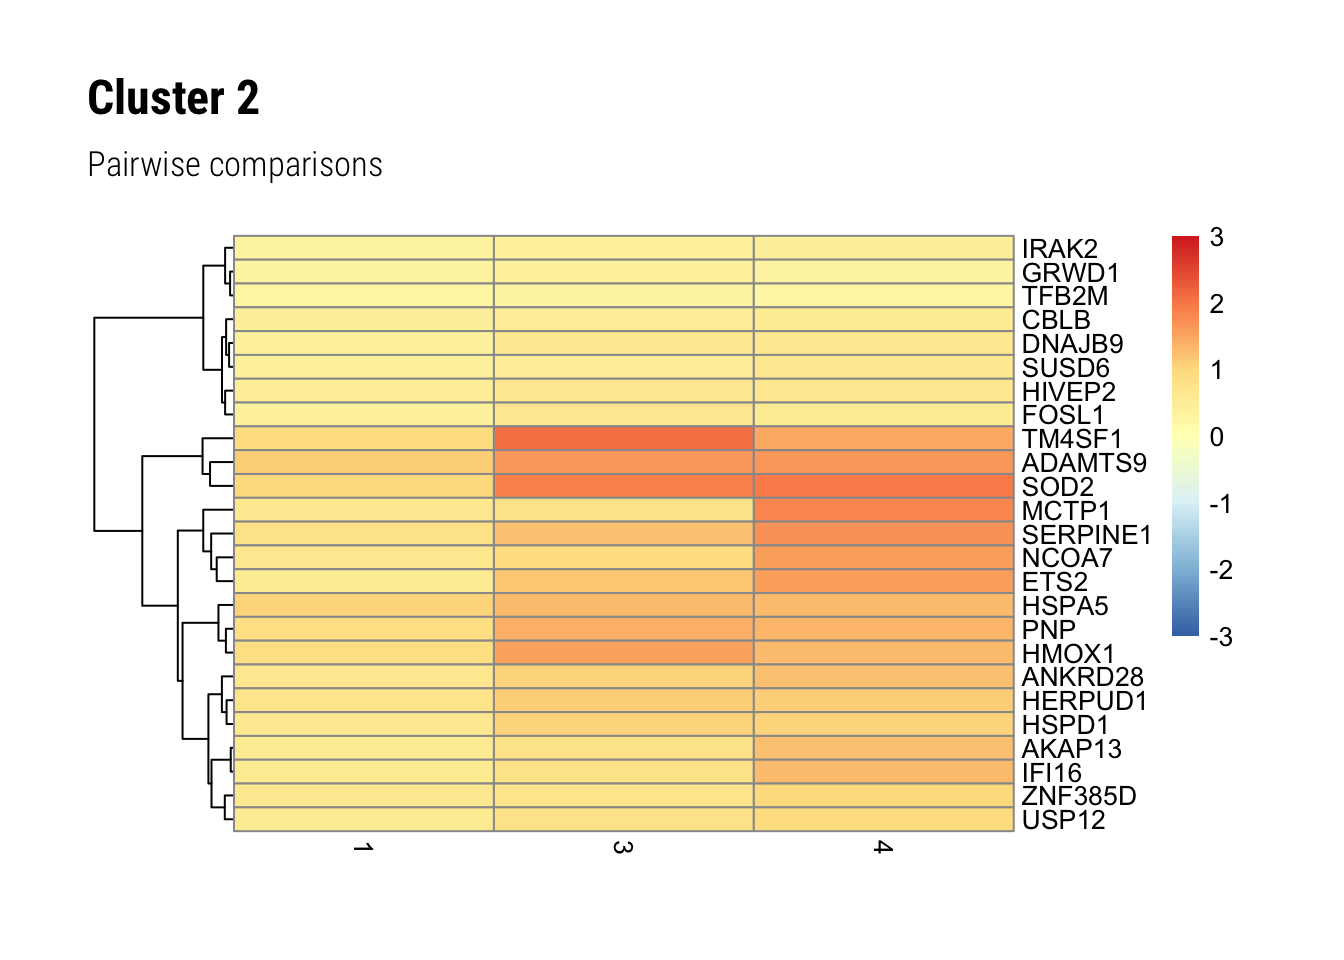 Cluster 2
Pairwise comparisons
IRAK2
GRWD1
TFB2M
CBLB
DNAJB9
SUSD6
HIVEP2
FOSL1
TM4SF1
ADAMTS9
SOD2
MCTP1
SERPINE1
NCOA7
ETS2
HSPA5
PNP
HMOX1
ANKRD28
HERPUD1
HSPD1
AKAP13
IFI16
ZNF385D
USP12
3
2
1
0
-1
-2
-3
1
3
4